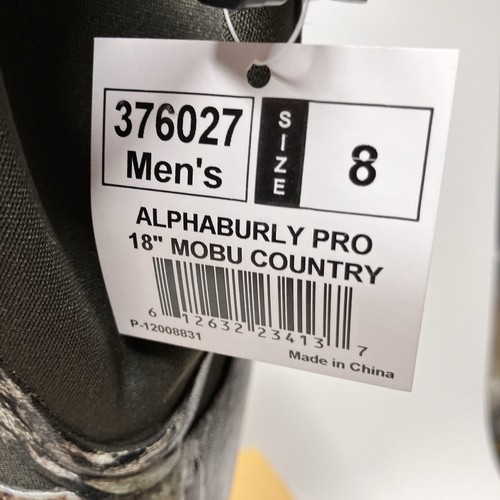 376027
Men's
SIZE
8
ALPHABURLY PRO
18" MOBU COUNTRY
6 12632 23413 7
P-12008831
Made in China